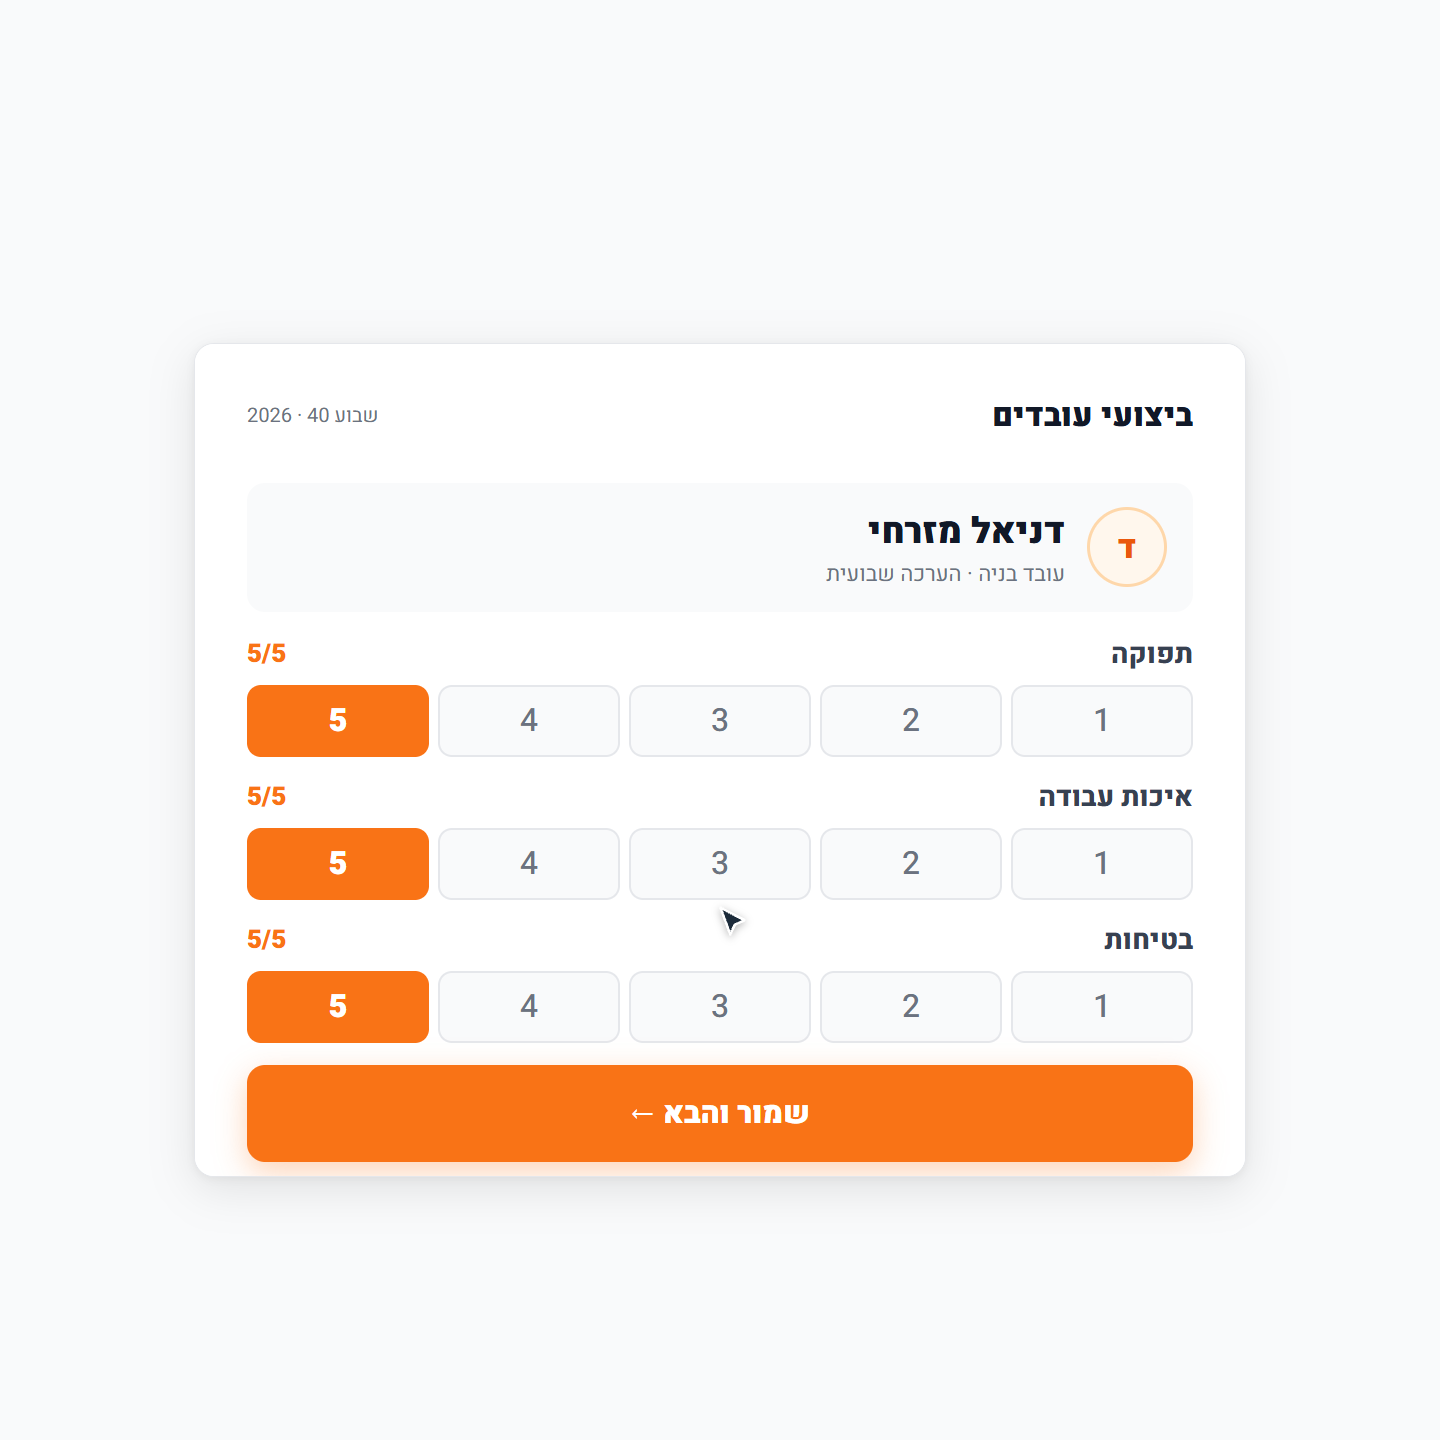 ביצועי עובדים
שבוע 40 · 2026
ד
דניאל מזרחי
עובד בניה · הערכה שבועית
תפוקה 5/5
1 2 3 4 5
איכות עבודה 5/5
1 2 3 4 5
בטיחות 5/5
1 2 3 4 5
שמור והבא ←